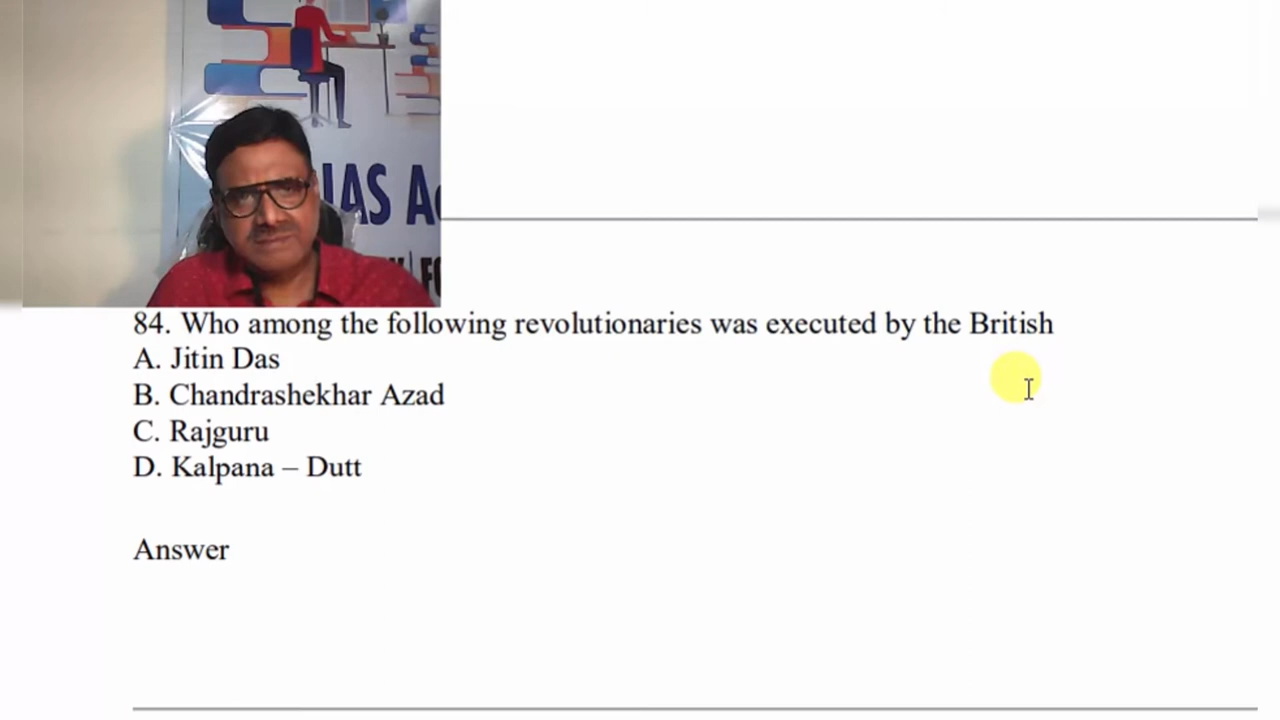 IAS A
84. Who among the following revolutionaries was executed by the British
A. Jitin Das
B. Chandrashekhar Azad
C. Rajguru
D. Kalpana – Dutt
Answer